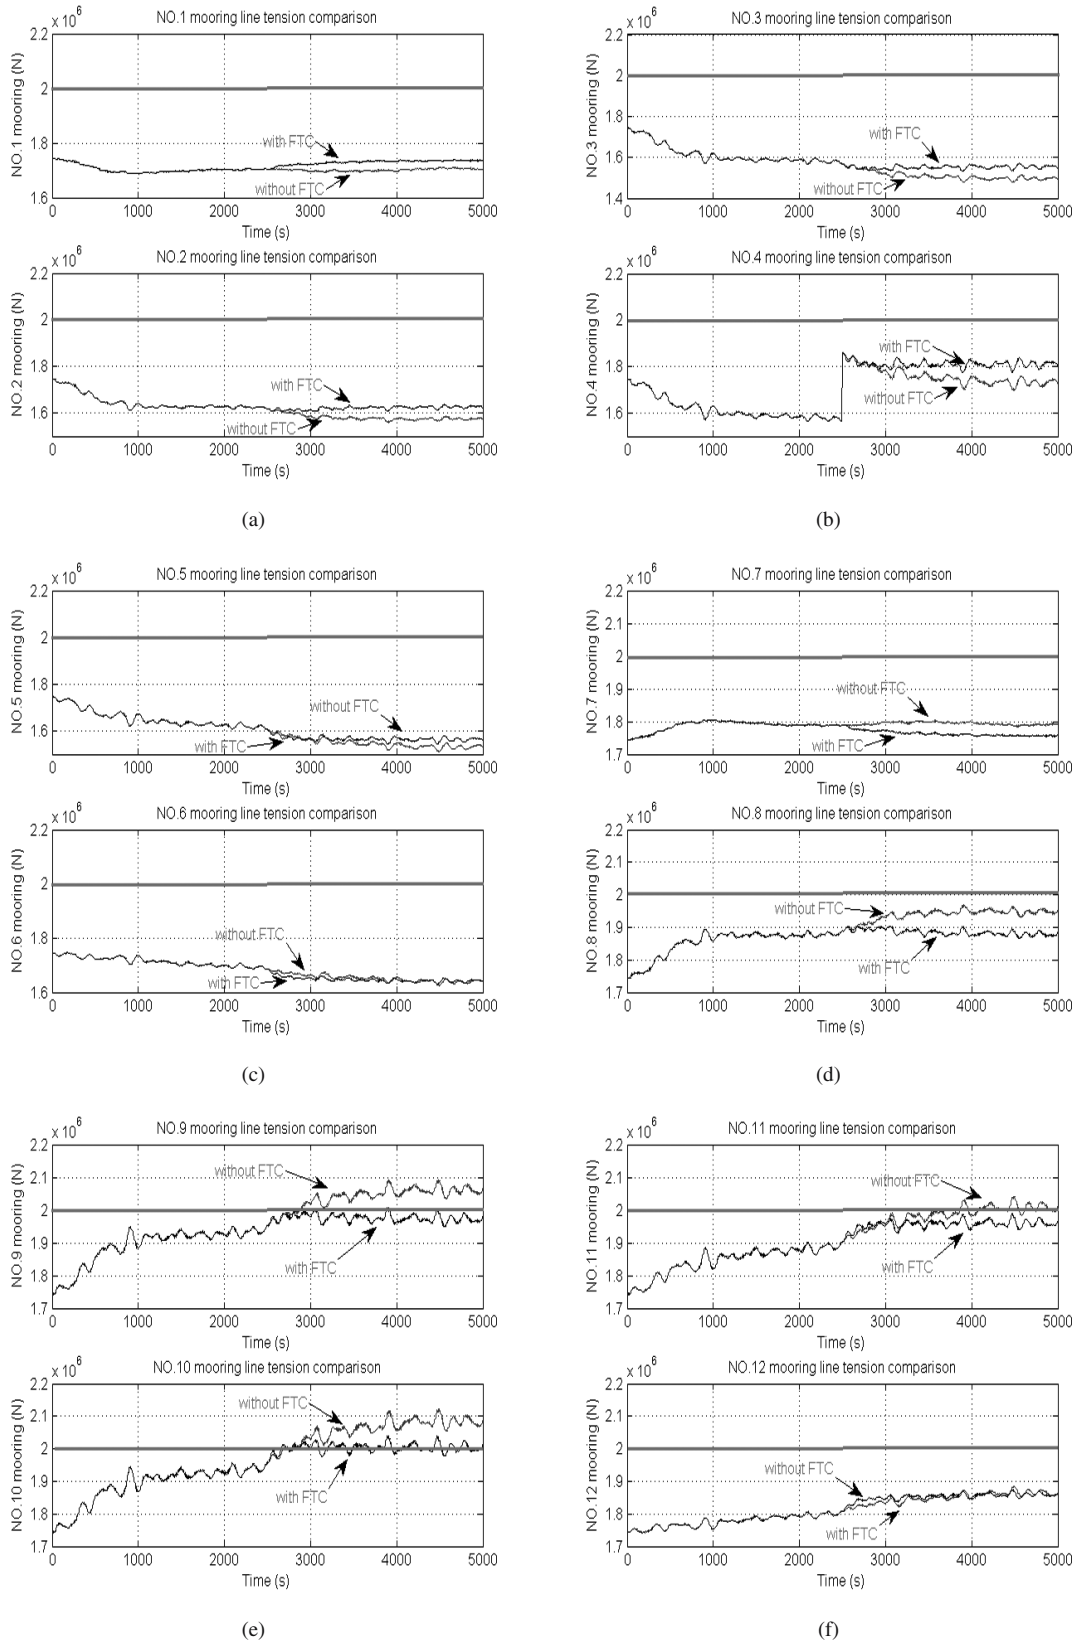 NO.1 mooring line tension comparison
x 10^6
NO.1 mooring (N)
2.2
2
1.8
1.6
with FTC
without FTC
0 1000 2000 3000 4000 5000
Time (s)
NO.2 mooring line tension comparison
x 10^6
NO.2 mooring (N)
2.2
2
1.8
1.6
with FTC
without FTC
0 1000 2000 3000 4000 5000
Time (s)
(a)
NO.3 mooring line tension comparison
x 10^6
NO.3 mooring (N)
2.2
2
1.8
1.6
1.4
with FTC
without FTC
0 1000 2000 3000 4000 5000
Time (s)
NO.4 mooring line tension comparison
x 10^6
NO.4 mooring (N)
2.2
2
1.8
1.6
with FTC
without FTC
0 1000 2000 3000 4000 5000
Time (s)
(b)
NO.5 mooring line tension comparison
x 10^6
NO.5 mooring (N)
2.2
2
1.8
1.6
without FTC
with FTC
0 1000 2000 3000 4000 5000
Time (s)
NO.6 mooring line tension comparison
x 10^6
NO.6 mooring (N)
2.2
2
1.8
1.6
without FTC
with FTC
0 1000 2000 3000 4000 5000
Time (s)
(c)
NO.7 mooring line tension comparison
x 10^6
NO.7 mooring (N)
2.2
2.1
2
1.9
1.8
1.7
without FTC
with FTC
0 1000 2000 3000 4000 5000
Time (s)
NO.8 mooring line tension comparison
x 10^6
NO.8 mooring (N)
2.2
2.1
2
1.9
1.8
1.7
without FTC
with FTC
0 1000 2000 3000 4000 5000
Time (s)
(d)
NO.9 mooring line tension comparison
x 10^6
NO.9 mooring (N)
2.2
2.1
2
1.9
1.8
1.7
without FTC
with FTC
0 1000 2000 3000 4000 5000
Time (s)
NO.10 mooring line tension comparison
x 10^6
NO.10 mooring (N)
2.2
2.1
2
1.9
1.8
1.7
without FTC
with FTC
0 1000 2000 3000 4000 5000
Time (s)
(e)
NO.11 mooring line tension comparison
x 10^6
NO.11 mooring (N)
2.2
2.1
2
1.9
1.8
1.7
without FTC
with FTC
0 1000 2000 3000 4000 5000
Time (s)
NO.12 mooring line tension comparison
x 10^6
NO.12 mooring (N)
2.2
2.1
2
1.9
1.8
1.7
without FTC
with FTC
0 1000 2000 3000 4000 5000
Time (s)
(f)